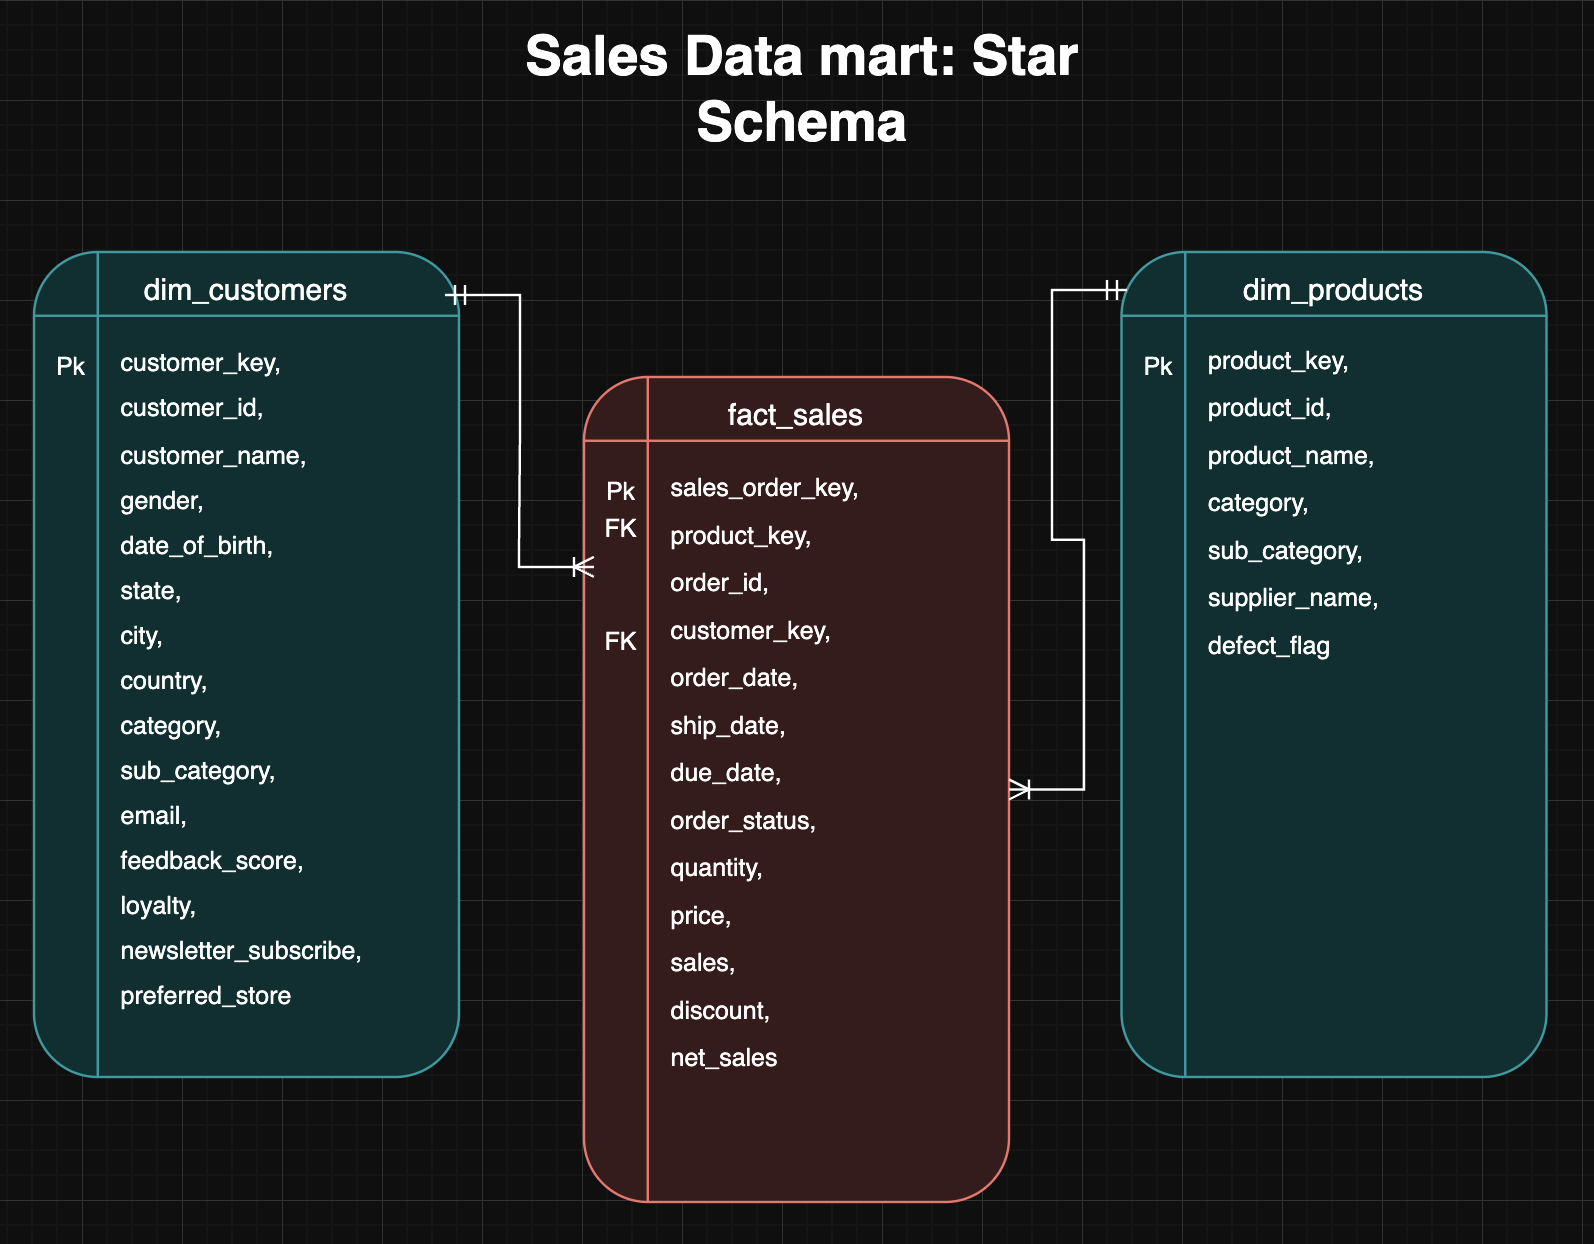 Sales Data mart: Star
Schema
dim_customers
Pk
customer_key,
customer_id,
customer_name,
gender,
date_of_birth,
state,
city,
country,
category,
sub_category,
email,
feedback_score,
loyalty,
newsletter_subscribe,
preferred_store
fact_sales
Pk
sales_order_key,
FK
product_key,
order_id,
FK
customer_key,
order_date,
ship_date,
due_date,
order_status,
quantity,
price,
sales,
discount,
net_sales
dim_products
Pk
product_key,
product_id,
product_name,
category,
sub_category,
supplier_name,
defect_flag